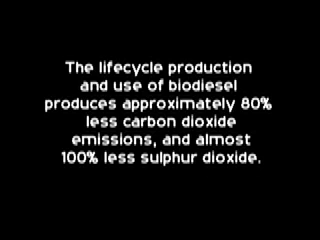 The lifecycle production
and use of biodiesel
produces approximately 80%
less carbon dioxide
emissions, and almost
100% less sulphur dioxide.